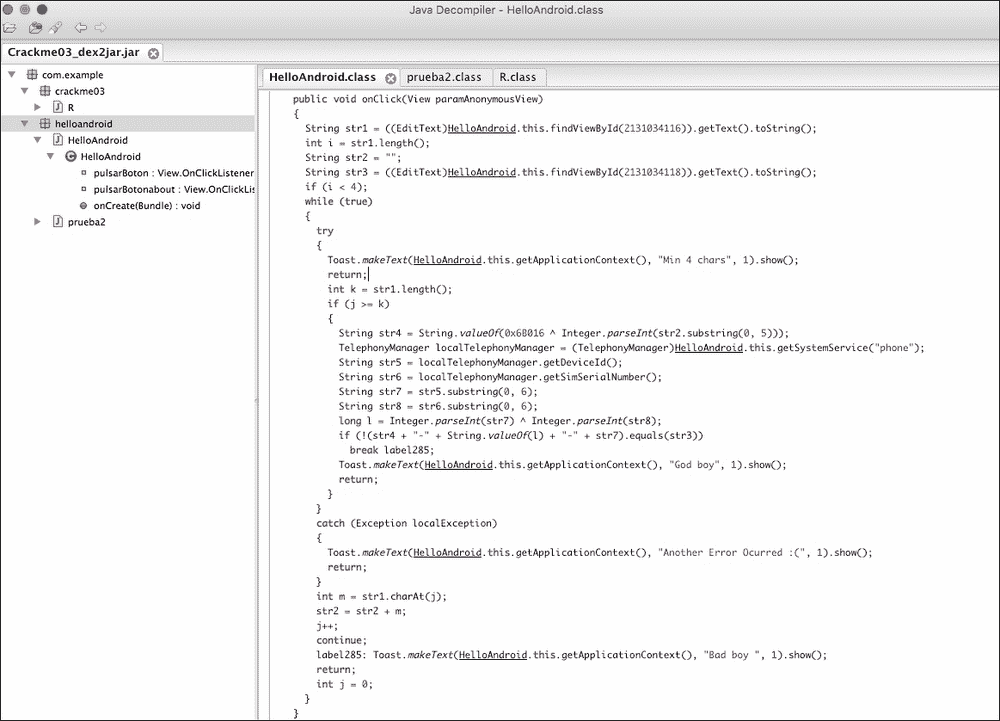 Java Decompiler - HelloAndroid.class
Crackme03_dex2jar.jar
com.example
crackme03
R
helloandroid
HelloAndroid
HelloAndroid
pulsarBoton : View.OnClickListener
pulsarBotonabout : View.OnClickLis
onCreate(Bundle) : void
prueba2
HelloAndroid.class prueba2.class R.class
public void onClick(View paramAnonymousView)
{
String str1 = ((EditText)HelloAndroid.this.findViewById(2131034116)).getText().toString();
int i = str1.length();
String str2 = "";
String str3 = ((EditText)HelloAndroid.this.findViewById(2131034118)).getText().toString();
if (i < 4);
while (true)
{
try
{
Toast.makeText(HelloAndroid.this.getApplicationContext(), "Min 4 chars", 1).show();
return;
int k = str1.length();
if (j >= k)
{
String str4 = String.valueOf(0x6B016 ^ Integer.parseInt(str2.substring(0, 5)));
TelephonyManager localTelephonyManager = (TelephonyManager)HelloAndroid.this.getSystemService("phone");
String str5 = localTelephonyManager.getDeviceId();
String str6 = localTelephonyManager.getSimSerialNumber();
String str7 = str5.substring(0, 6);
String str8 = str6.substring(0, 6);
long l = Integer.parseInt(str7) ^ Integer.parseInt(str8);
if (!(str4 + "-" + String.valueOf(l) + "-" + str7).equals(str3))
break label285;
Toast.makeText(HelloAndroid.this.getApplicationContext(), "God boy", 1).show();
return;
}
}
catch (Exception localException)
{
Toast.makeText(HelloAndroid.this.getApplicationContext(), "Another Error Ocurred :(", 1).show();
return;
}
int m = str1.charAt(j);
str2 = str2 + m;
j++;
continue;
label285: Toast.makeText(HelloAndroid.this.getApplicationContext(), "Bad boy ", 1).show();
return;
int j = 0;
}
}